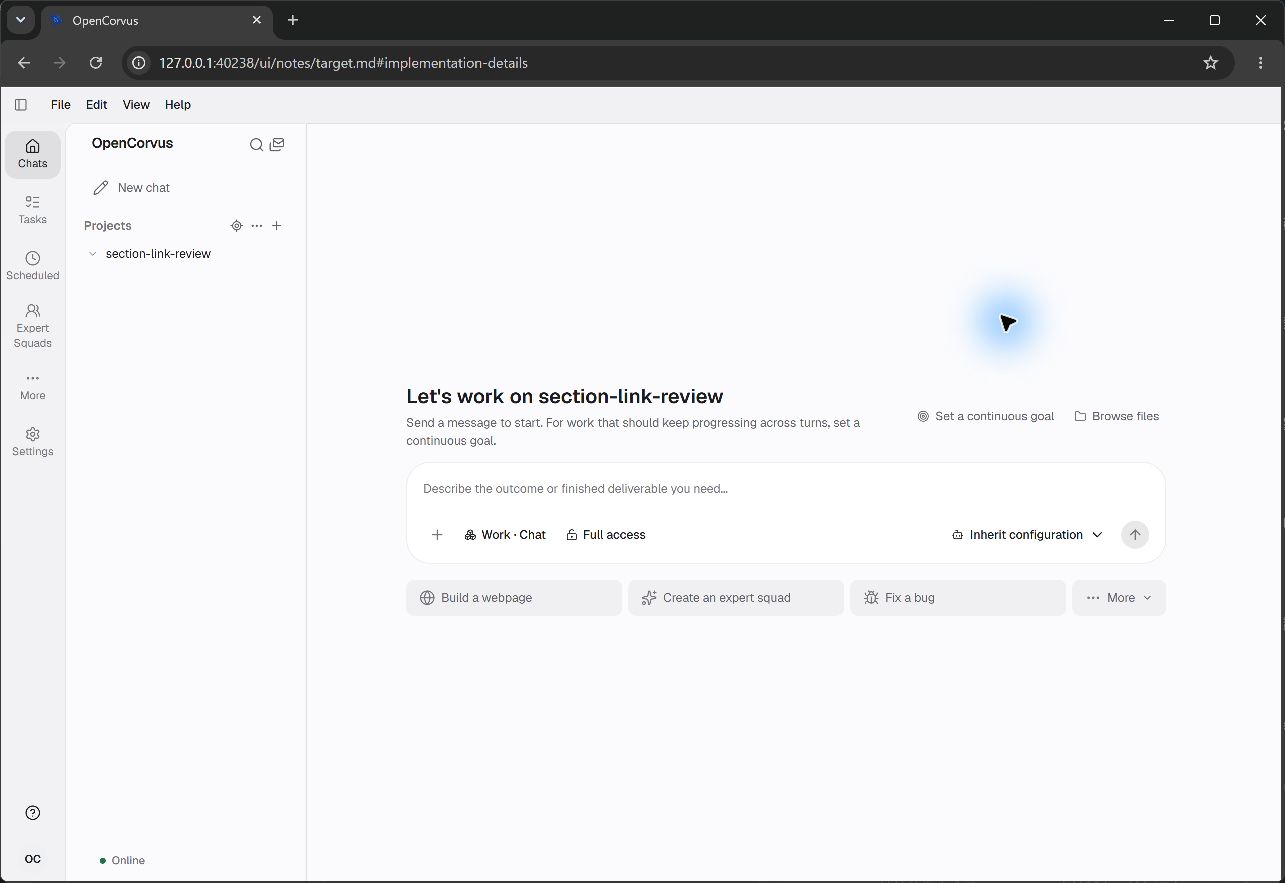 OpenCorvus
127.0.0.1:40238/ui/notes/target.md#implementation-details
File Edit View Help
Chats
Tasks
Scheduled
Expert
Squads
More
Settings
OC
OpenCorvus
New chat
Projects
section-link-review
Online
Let's work on section-link-review
Send a message to start. For work that should keep progressing across turns, set a
continuous goal.
Set a continuous goal
Browse files
Describe the outcome or finished deliverable you need...
Work · Chat
Full access
Inherit configuration
Build a webpage
Create an expert squad
Fix a bug
More